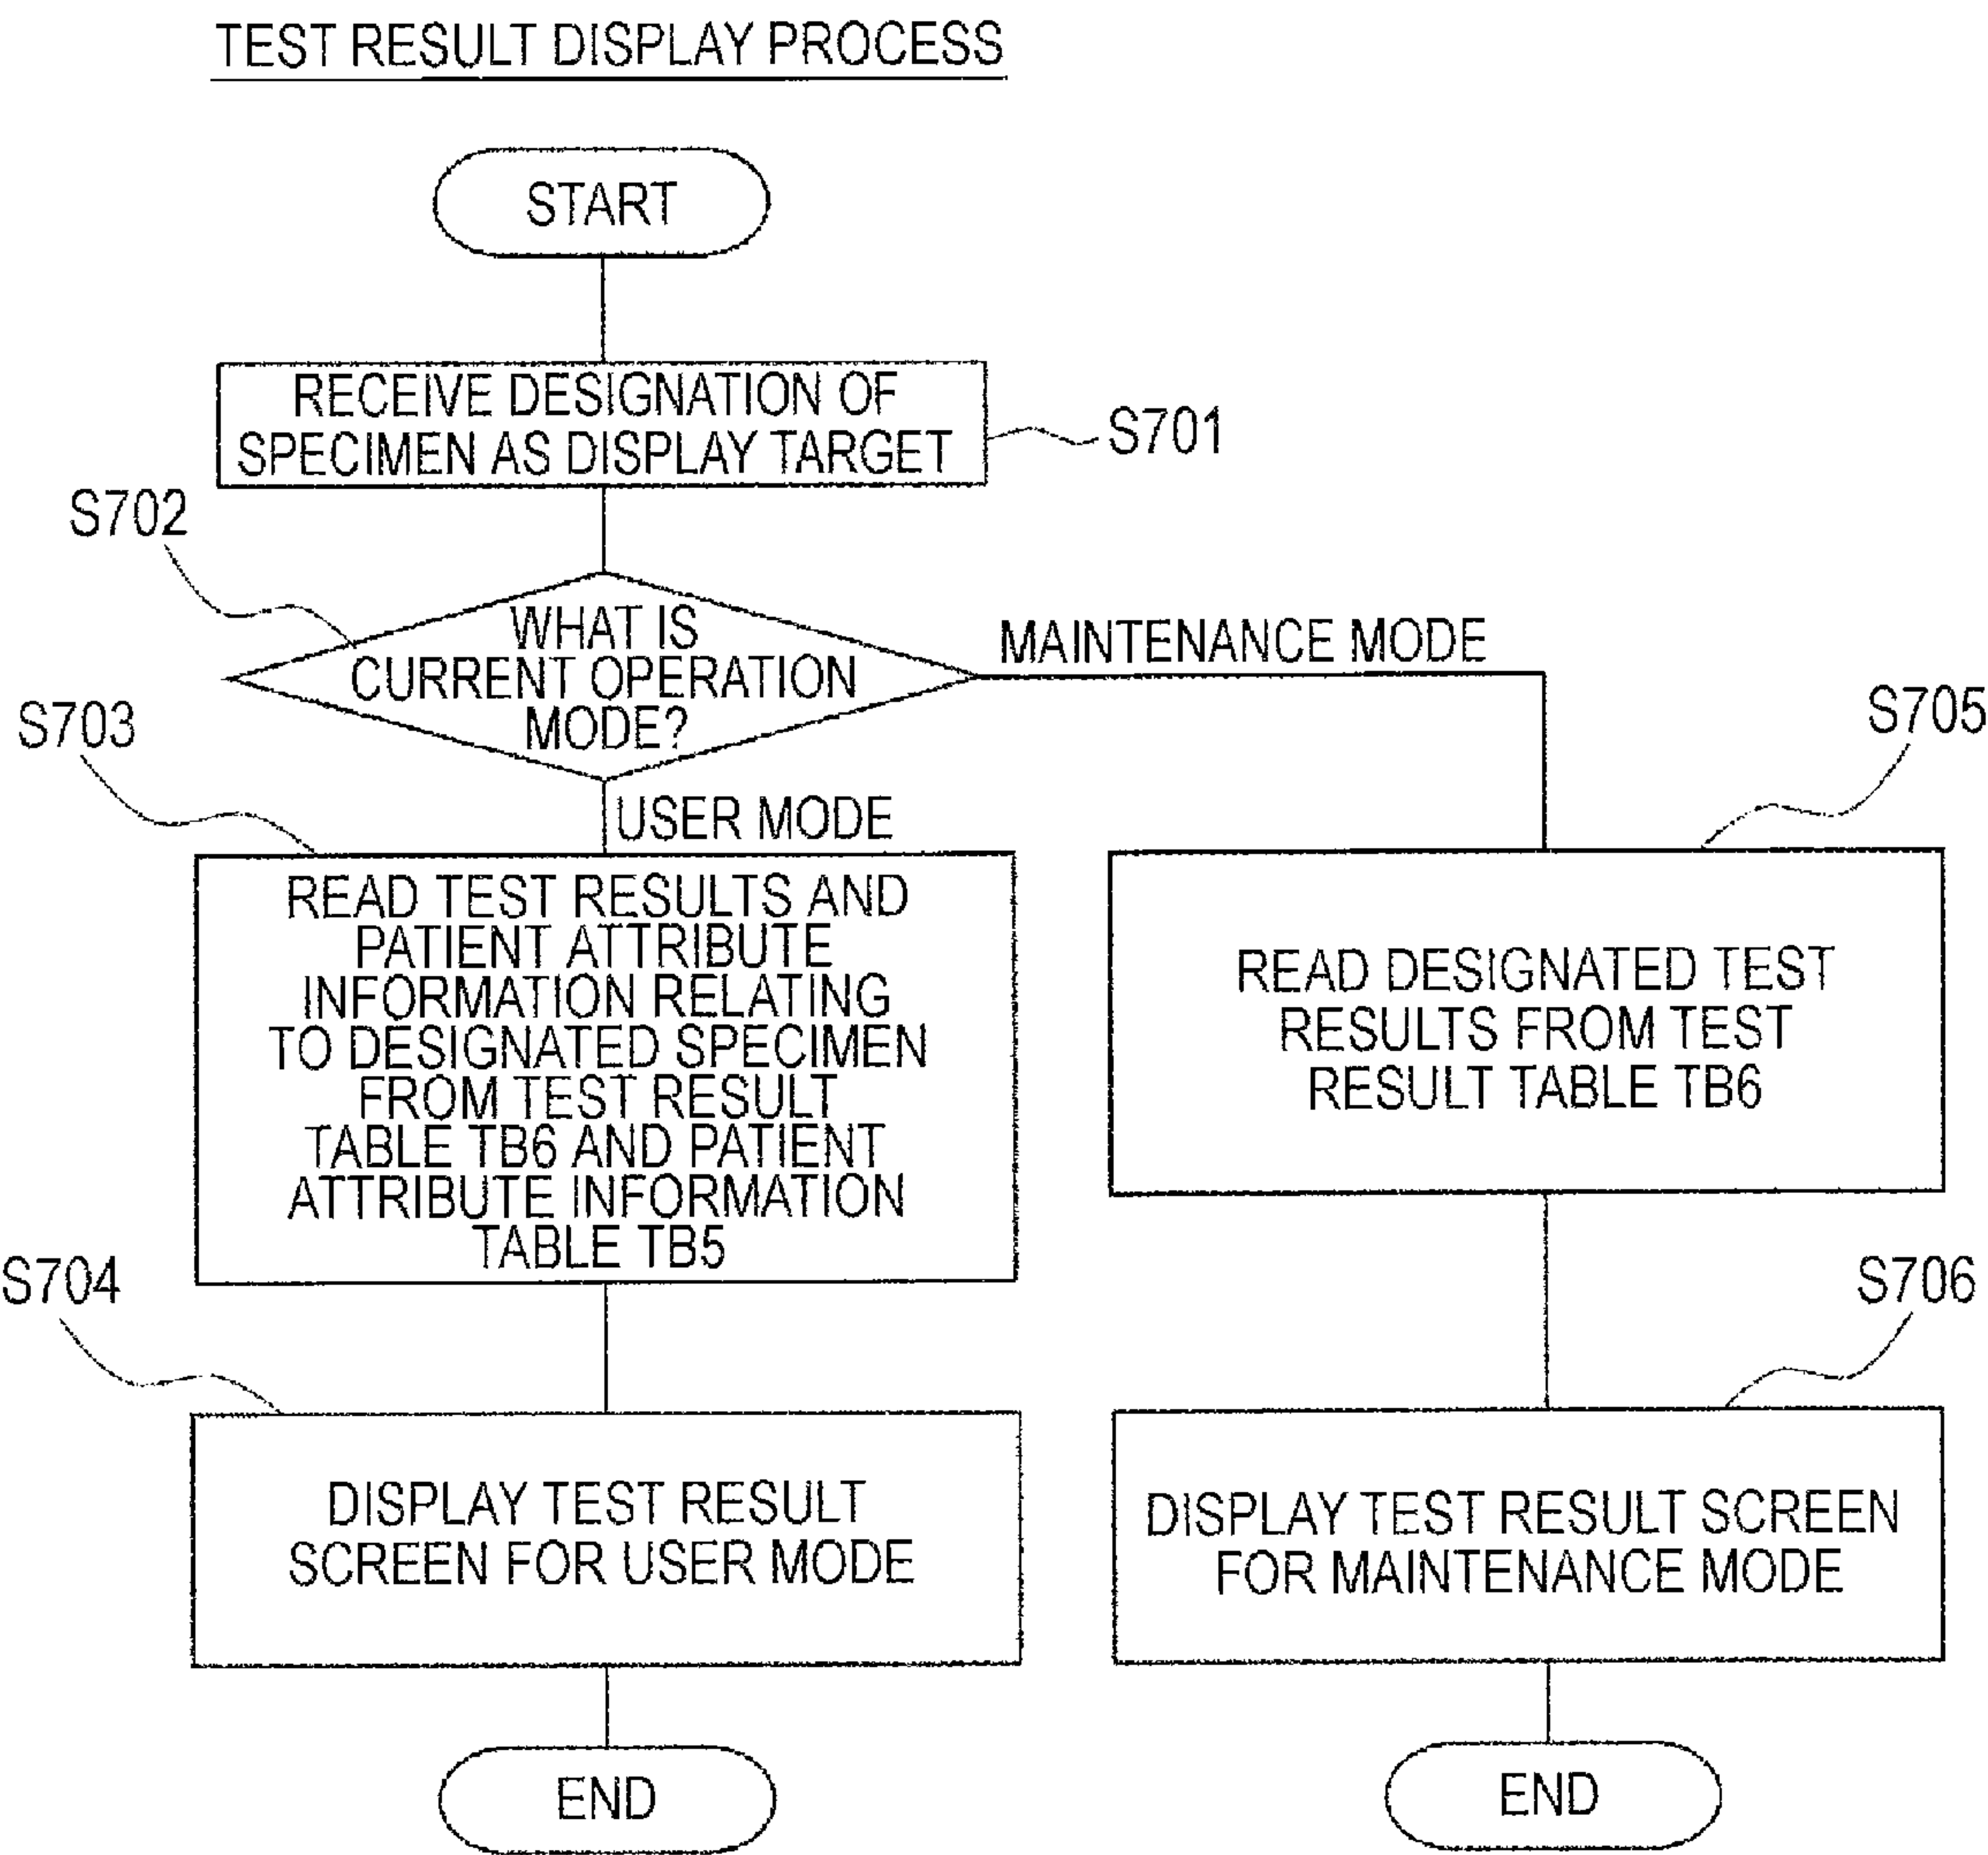 TEST RESULT DISPLAY PROCESS
START
RECEIVE DESIGNATION OF
SPECIMEN AS DISPLAY TARGET
S701
S702
WHAT IS
CURRENT OPERATION
MODE?
MAINTENANCE MODE
USER MODE
S703
READ TEST RESULTS AND
PATIENT ATTRIBUTE
INFORMATION RELATING
TO DESIGNATED SPECIMEN
FROM TEST RESULT
TABLE TB6 AND PATIENT
ATTRIBUTE INFORMATION
TABLE TB5
S705
READ DESIGNATED TEST
RESULTS FROM TEST
RESULT TABLE TB6
S704
DISPLAY TEST RESULT
SCREEN FOR USER MODE
S706
DISPLAY TEST RESULT SCREEN
FOR MAINTENANCE MODE
END
END